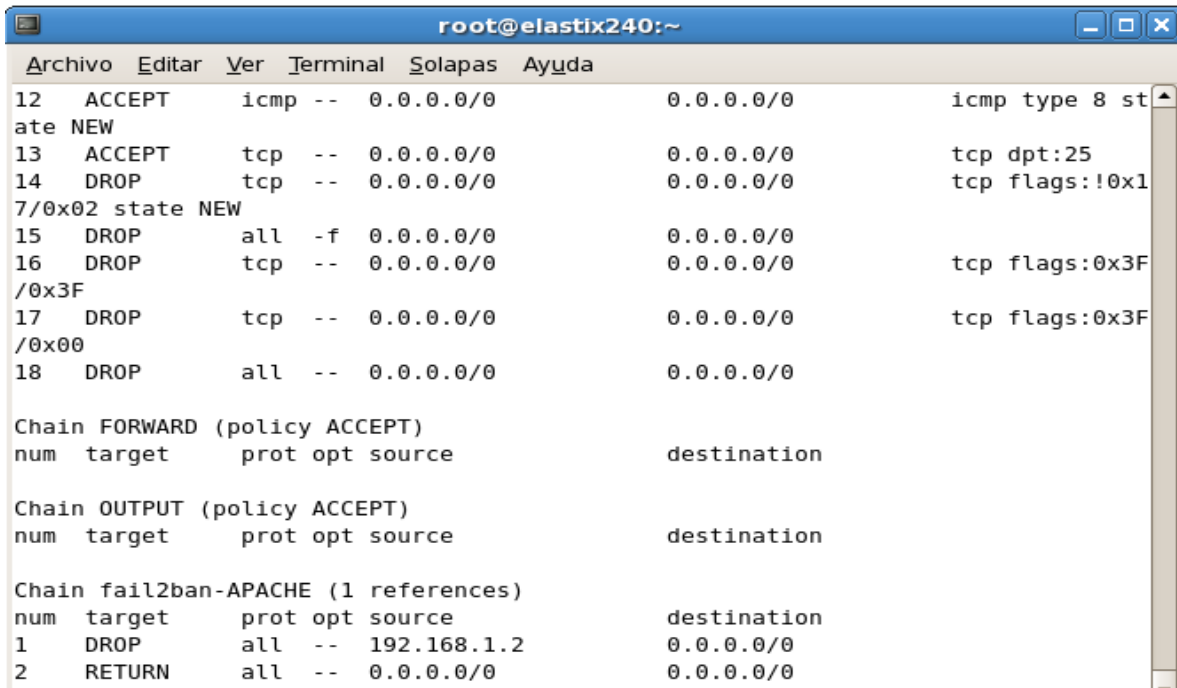 root@elastix240:~
Archivo Editar Ver Terminal Solapas Ayuda
12 ACCEPT icmp -- 0.0.0.0/0 0.0.0.0/0 icmp type 8 st
ate NEW
13 ACCEPT tcp -- 0.0.0.0/0 0.0.0.0/0 tcp dpt:25
14 DROP tcp -- 0.0.0.0/0 0.0.0.0/0 tcp flags:!0x1
7/0x02 state NEW
15 DROP all -f 0.0.0.0/0 0.0.0.0/0
16 DROP tcp -- 0.0.0.0/0 0.0.0.0/0 tcp flags:0x3F
/0x3F
17 DROP tcp -- 0.0.0.0/0 0.0.0.0/0 tcp flags:0x3F
/0x00
18 DROP all -- 0.0.0.0/0 0.0.0.0/0
Chain FORWARD (policy ACCEPT)
num target prot opt source destination
Chain OUTPUT (policy ACCEPT)
num target prot opt source destination
Chain fail2ban-APACHE (1 references)
num target prot opt source destination
1 DROP all -- 192.168.1.2 0.0.0.0/0
2 RETURN all -- 0.0.0.0/0 0.0.0.0/0